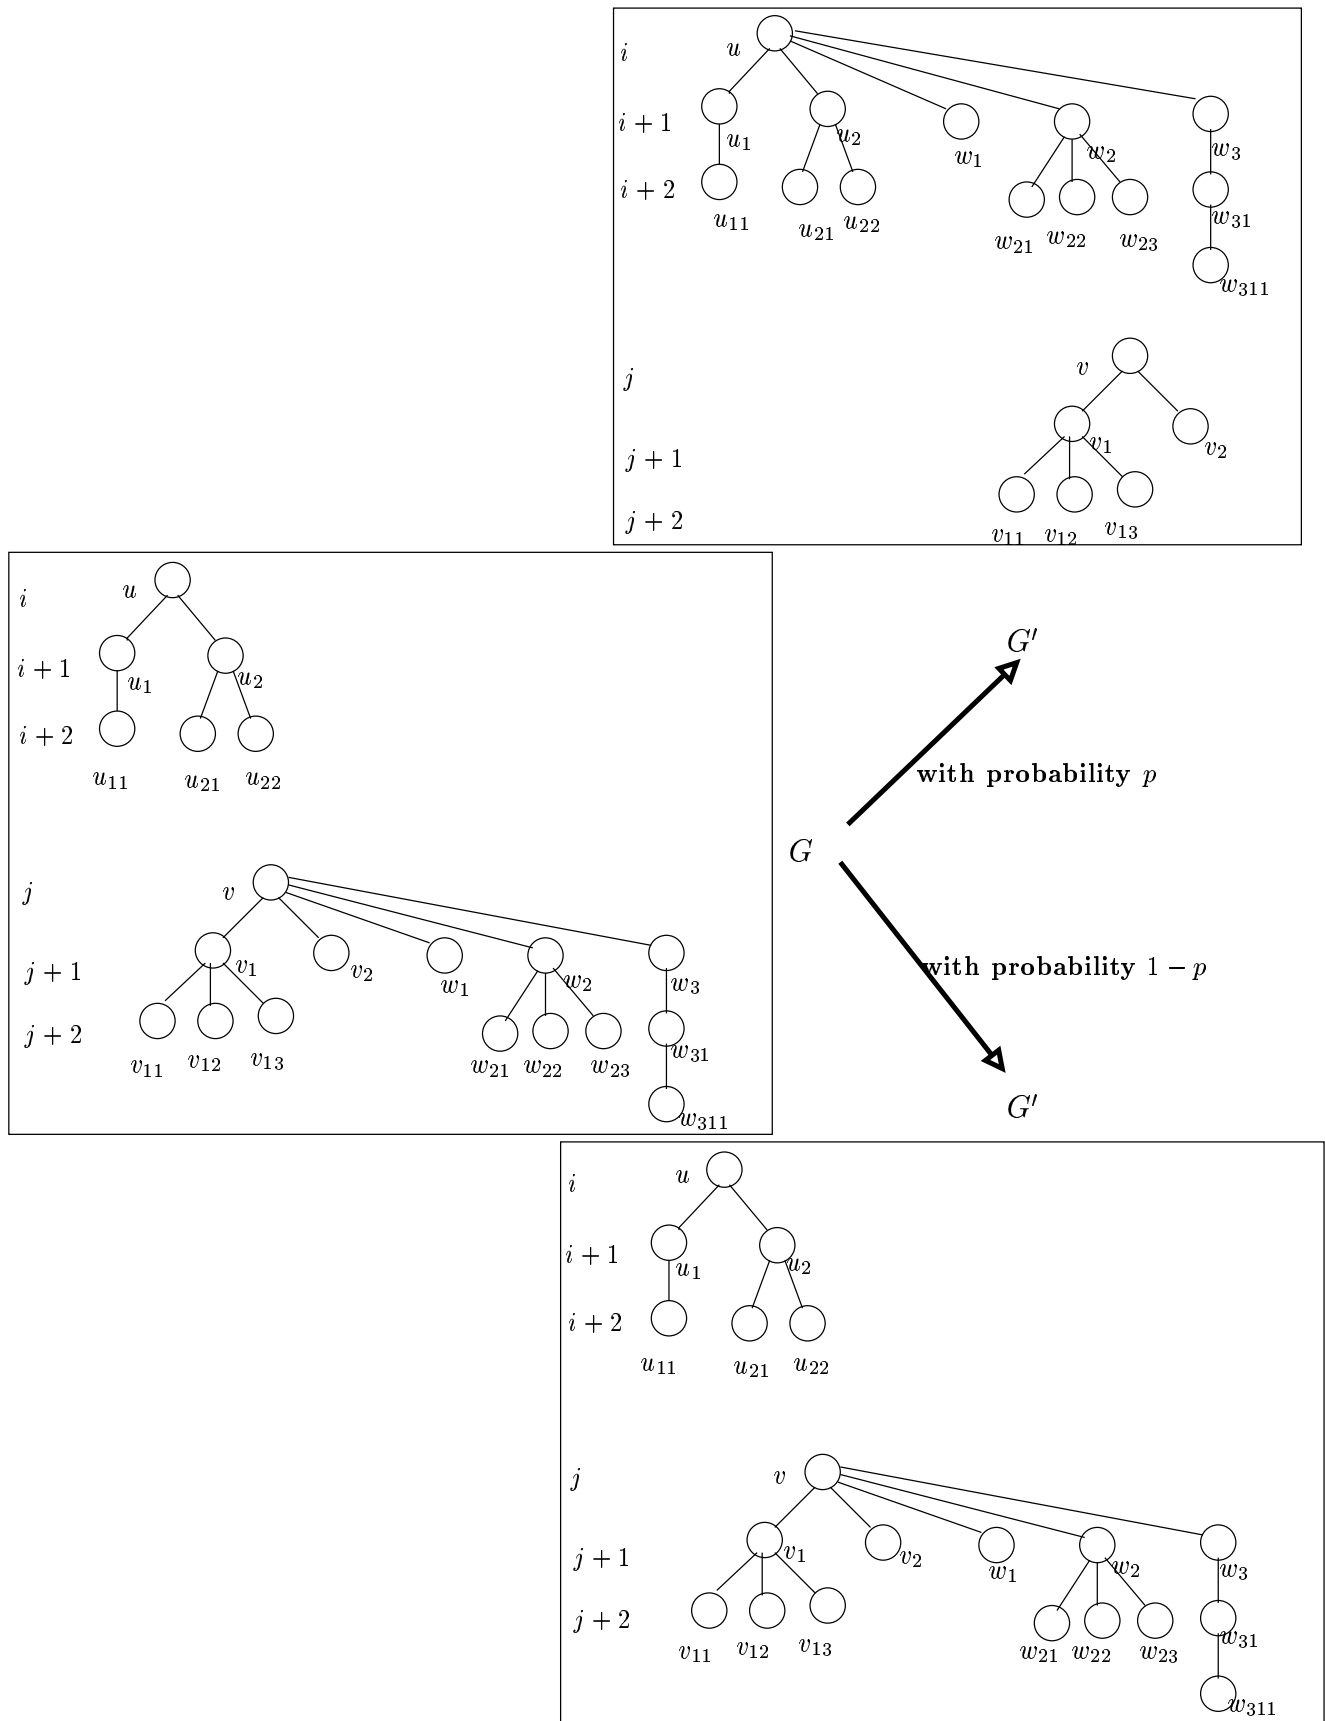 i u
i + 1 u₁ u₂ w₁ w₂ w₃
i + 2 u₁₁ u₂₁ u₂₂ w₂₁ w₂₂ w₂₃ w₃₁
w₃₁₁
j v
j + 1 v₁ v₂
j + 2 v₁₁ v₁₂ v₁₃
i u
i + 1 u₁ u₂
i + 2 u₁₁ u₂₁ u₂₂
j v
j + 1 v₁ v₂ w₁ w₂ w₃
j + 2 v₁₁ v₁₂ v₁₃ w₂₁ w₂₂ w₂₃ w₃₁
w₃₁₁
G′
with probability p
G
with probability 1 − p
G′
i u
i + 1 u₁ u₂
i + 2 u₁₁ u₂₁ u₂₂
j v
j + 1 v₁ v₂ w₁ w₂ w₃
j + 2 v₁₁ v₁₂ v₁₃ w₂₁ w₂₂ w₂₃ w₃₁
w₃₁₁